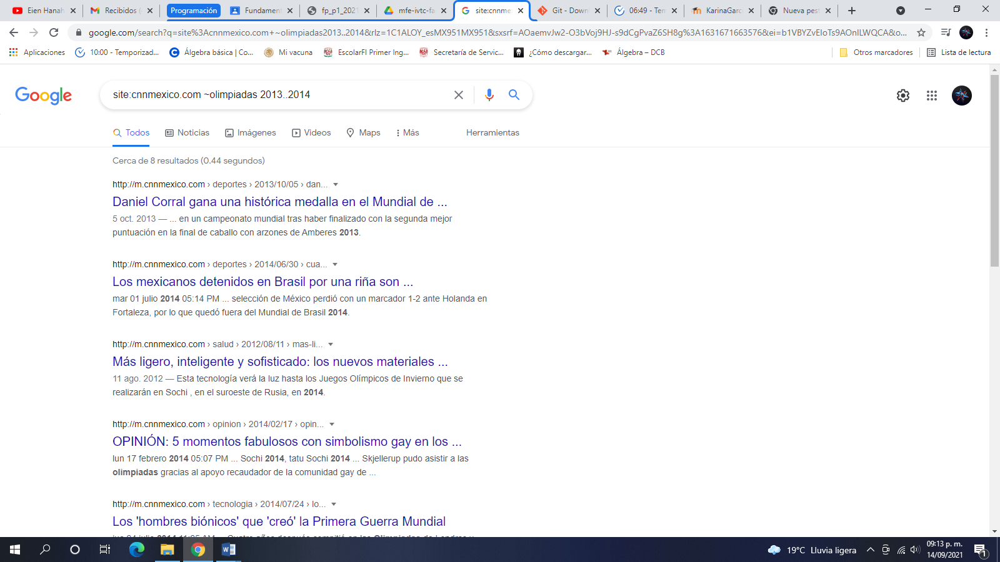 Eien Hanah
Recibidos (
Programación
Fundament
fp_p1_2021
mfe-ivtc-fa
site:cnnme
Git - Down
06:49 - Tem
KarinaGarc
Nueva pest
google.com/search?q=site%3Acnnmexico.com+~olimpiadas2013..2014&rlz=1C1ALOY_esMX951MX951&sxsrf=AOaemvJw2-O3bVoj9HJ-s9dCgPvaZ6SH8g%3A1631671663576&ei=b1VBYZvEIoTs9AOnlLWQCA&o...
Aplicaciones
10:00 - Temporizad...
Álgebra básica | Co...
Mi vacuna
EscolarFI Primer Ing...
Secretaría de Servic...
¿Cómo descargar...
Álgebra – DCB
Otros marcadores
Lista de lectura
Google
site:cnnmexico.com ~olimpiadas 2013..2014
Todos
Noticias
Imágenes
Videos
Maps
Más
Herramientas
Cerca de 8 resultados (0.44 segundos)
http://m.cnnmexico.com › deportes › 2013/10/05 › dan...
Daniel Corral gana una histórica medalla en el Mundial de ...
5 oct. 2013 — ... en un campeonato mundial tras haber finalizado con la segunda mejor
puntuación en la final de caballo con arzones de Amberes 2013.
http://m.cnnmexico.com › deportes › 2014/06/30 › cua...
Los mexicanos detenidos en Brasil por una riña son ...
mar 01 julio 2014 05:14 PM ... selección de México perdió con un marcador 1-2 ante Holanda en
Fortaleza, por lo que quedó fuera del Mundial de Brasil 2014.
http://m.cnnmexico.com › salud › 2012/08/11 › mas-li...
Más ligero, inteligente y sofisticado: los nuevos materiales ...
11 ago. 2012 — Esta tecnología verá la luz hasta los Juegos Olímpicos de Invierno que se
realizarán en Sochi , en el suroeste de Rusia, en 2014.
http://m.cnnmexico.com › opinion › 2014/02/17 › opin...
OPINIÓN: 5 momentos fabulosos con simbolismo gay en los ...
lun 17 febrero 2014 05:07 PM ... Sochi 2014, tatu Sochi 2014 ... Skjellerup pudo asistir a las
olimpiadas gracias al apoyo recaudador de la comunidad gay de ...
http://m.cnnmexico.com › tecnologia › 2014/07/24 › lo...
Los 'hombres biónicos' que 'creó' la Primera Guerra Mundial
19°C Lluvia ligera
09:13 p. m.
14/09/2021
1